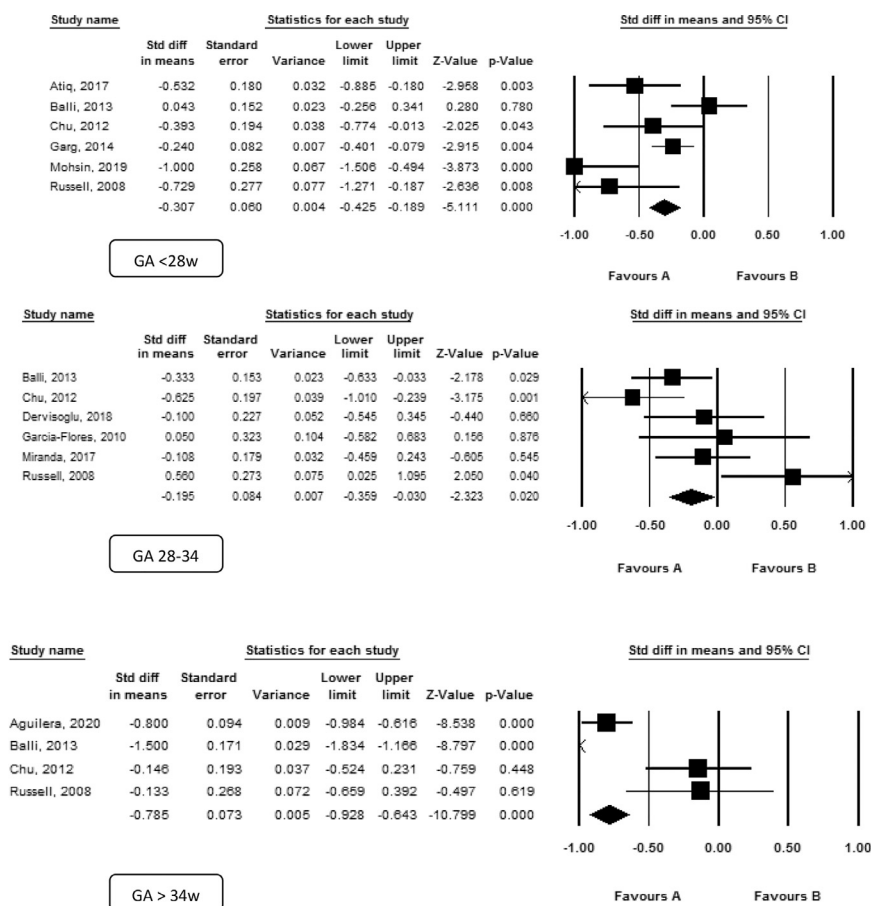 Study name Statistics for each study Std diff in means and 95% CI
Std diff Standard Lower Upper
in means error Variance limit limit Z-Value p-Value
Atiq, 2017 -0.532 0.180 0.032 -0.885 -0.180 -2.958 0.003
Balli, 2013 0.043 0.152 0.023 -0.256 0.341 0.280 0.780
Chu, 2012 -0.393 0.194 0.038 -0.774 -0.013 -2.025 0.043
Garg, 2014 -0.240 0.082 0.007 -0.401 -0.079 -2.915 0.004
Mohsin, 2019 -1.000 0.258 0.067 -1.506 -0.494 -3.873 0.000
Russell, 2008 -0.729 0.277 0.077 -1.271 -0.187 -2.636 0.008
-0.307 0.060 0.004 -0.425 -0.189 -5.111 0.000
-1.00 -0.50 0.00 0.50 1.00
GA <28w
Favours A Favours B
Study name Statistics for each study Std diff in means and 95% CI
Std diff Standard Lower Upper
in means error Variance limit limit Z-Value p-Value
Balli, 2013 -0.333 0.153 0.023 -0.633 -0.033 -2.178 0.029
Chu, 2012 -0.625 0.197 0.039 -1.010 -0.239 -3.175 0.001
Dervisoglu, 2018 -0.100 0.227 0.052 -0.545 0.345 -0.440 0.660
Garcia-Flores, 2010 0.050 0.323 0.104 -0.582 0.683 0.156 0.876
Miranda, 2017 -0.108 0.179 0.032 -0.459 0.243 -0.605 0.545
Russell, 2008 0.560 0.273 0.075 0.025 1.095 2.050 0.040
-0.195 0.084 0.007 -0.359 -0.030 -2.323 0.020
-1.00 -0.50 0.00 0.50 1.00
GA 28-34
Favours A Favours B
Study name Statistics for each study Std diff in means and 95% CI
Std diff Standard Lower Upper
in means error Variance limit limit Z-Value p-Value
Aguilera, 2020 -0.800 0.094 0.009 -0.984 -0.616 -8.538 0.000
Balli, 2013 -1.500 0.171 0.029 -1.834 -1.166 -8.797 0.000
Chu, 2012 -0.146 0.193 0.037 -0.524 0.231 -0.759 0.448
Russell, 2008 -0.133 0.268 0.072 -0.659 0.392 -0.497 0.619
-0.785 0.073 0.005 -0.928 -0.643 -10.799 0.000
-1.00 -0.50 0.00 0.50 1.00
GA > 34w
Favours A Favours B